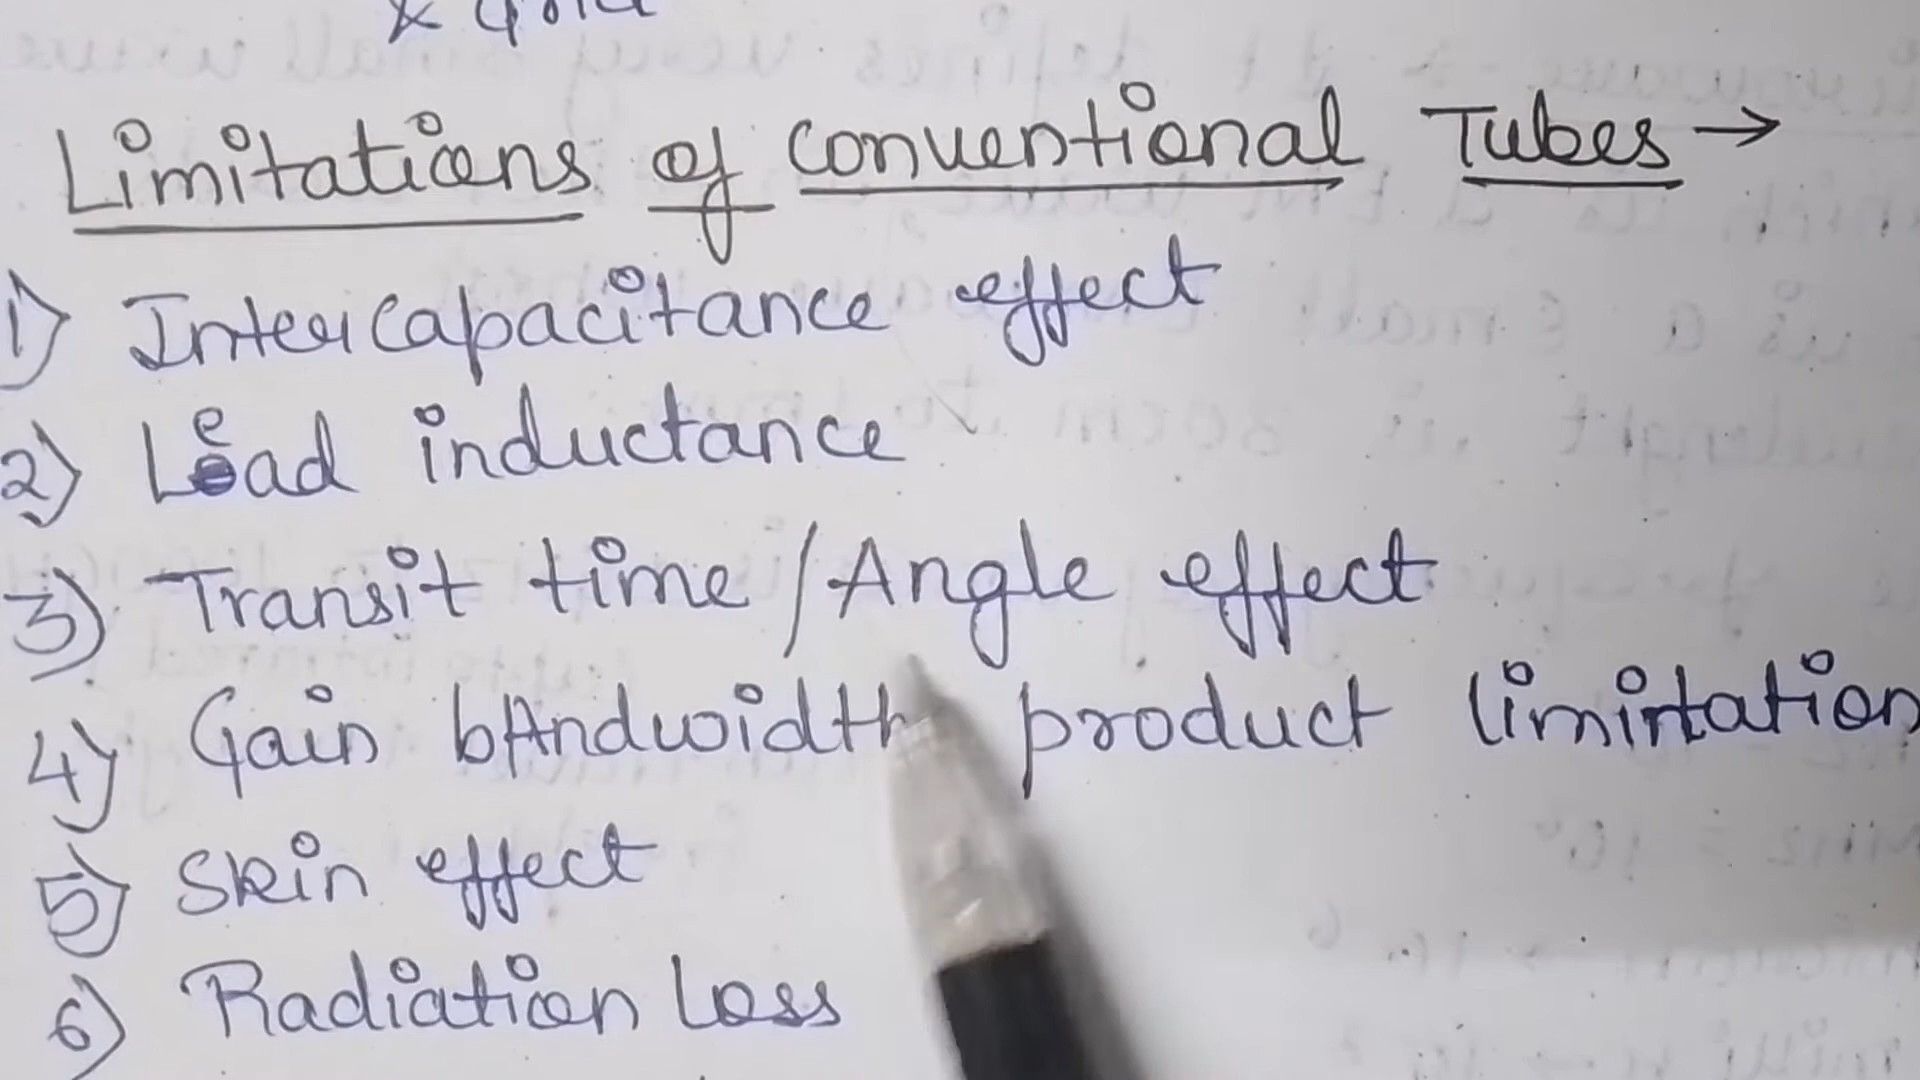 Limitations of conventional Tubes →
1) Intercapacitance effect
2) Lead inductance
3) Transit time / Angle effect
4) Gain bAndwidth product limitation
5) Skin effect
6) Radiation Loss